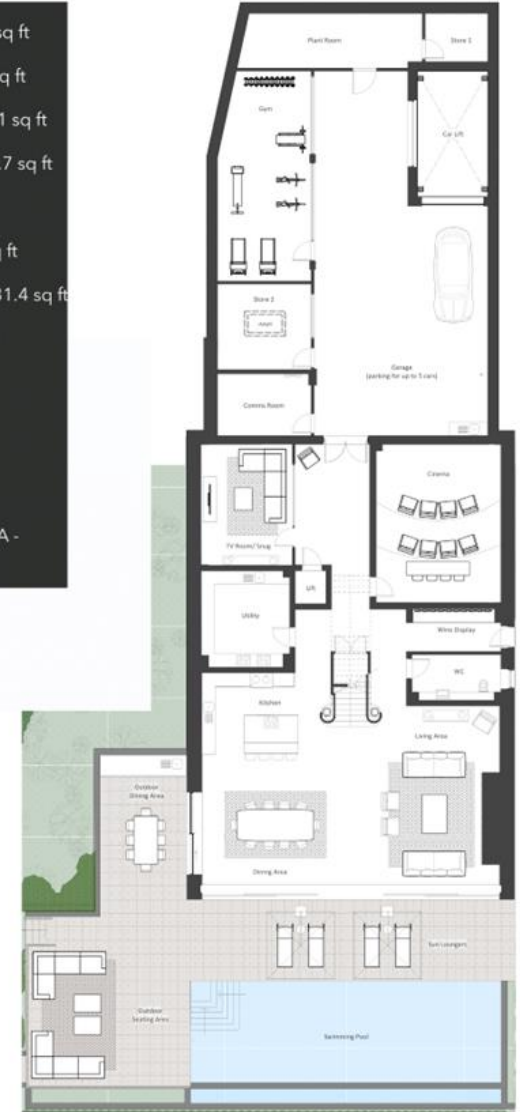 sq ft
sq ft
1 sq ft
.7 sq ft
sq ft
31.4 sq ft
A -
Plant Room
Store 1
Gym
Car Lift
Store 2
Garage
(parking for up to 5 cars)
Comms Room
Cinema
TV Room/ Snug
Lift
Utility
Wine Display
WC
Kitchen
Living Area
Outdoor
Dining Area
Dining Area
Sun Loungers
Outdoor
Seating Area
Swimming Pool